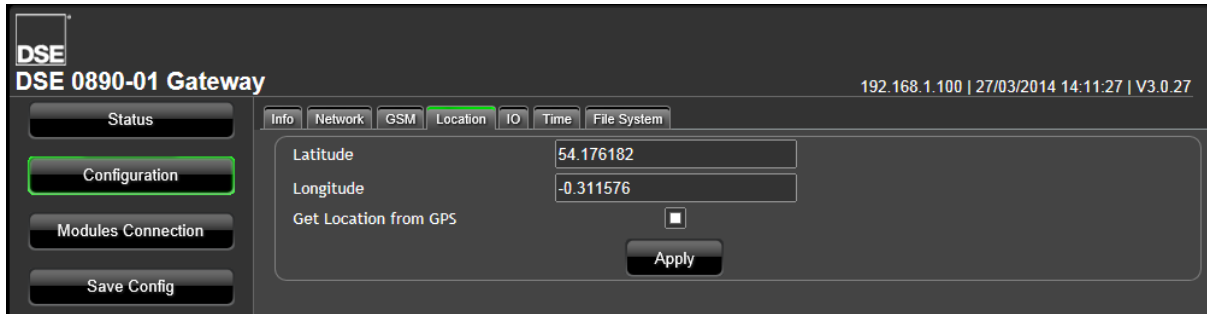 DSE
DSE 0890-01 Gateway
192.168.1.100 | 27/03/2014 14:11:27 | V3.0.27
Status
Configuration
Modules Connection
Save Config
Info Network GSM Location IO Time File System
Latitude 54.176182
Longitude -0.311576
Get Location from GPS
Apply